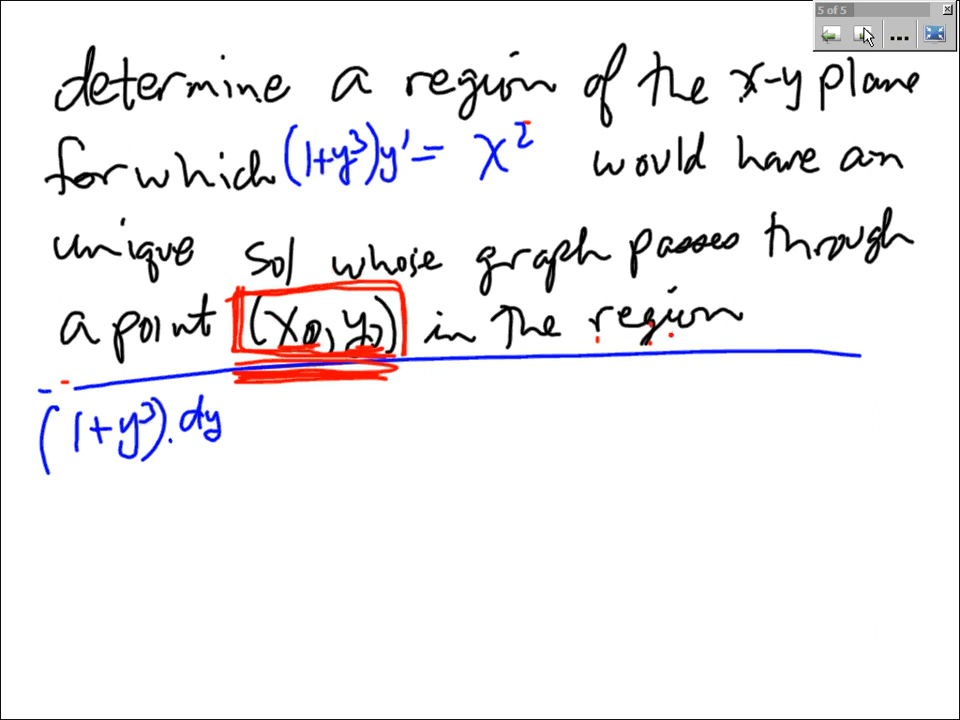 5 of 5
determine a region of the x-y plane
for which (1+y³)y' = x² would have an
unique sol whose graph passes through
a point (x₀, y₀) in the region
(1+y³).dy